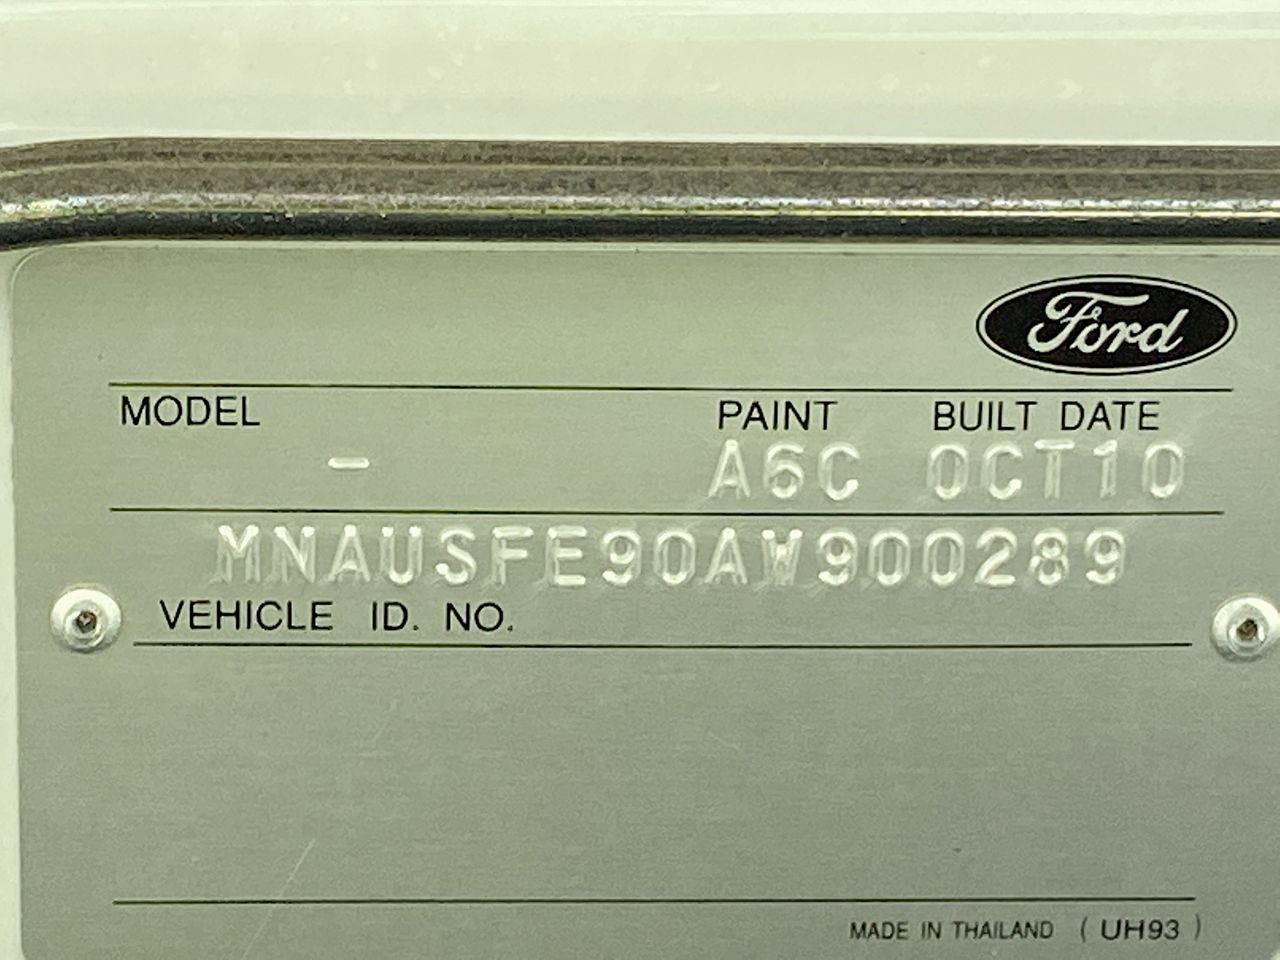 Ford
MODEL PAINT BUILT DATE
- A6C OCT10
MNAUSFE90AW900289
VEHICLE ID. NO.
MADE IN THAILAND ( UH93 )